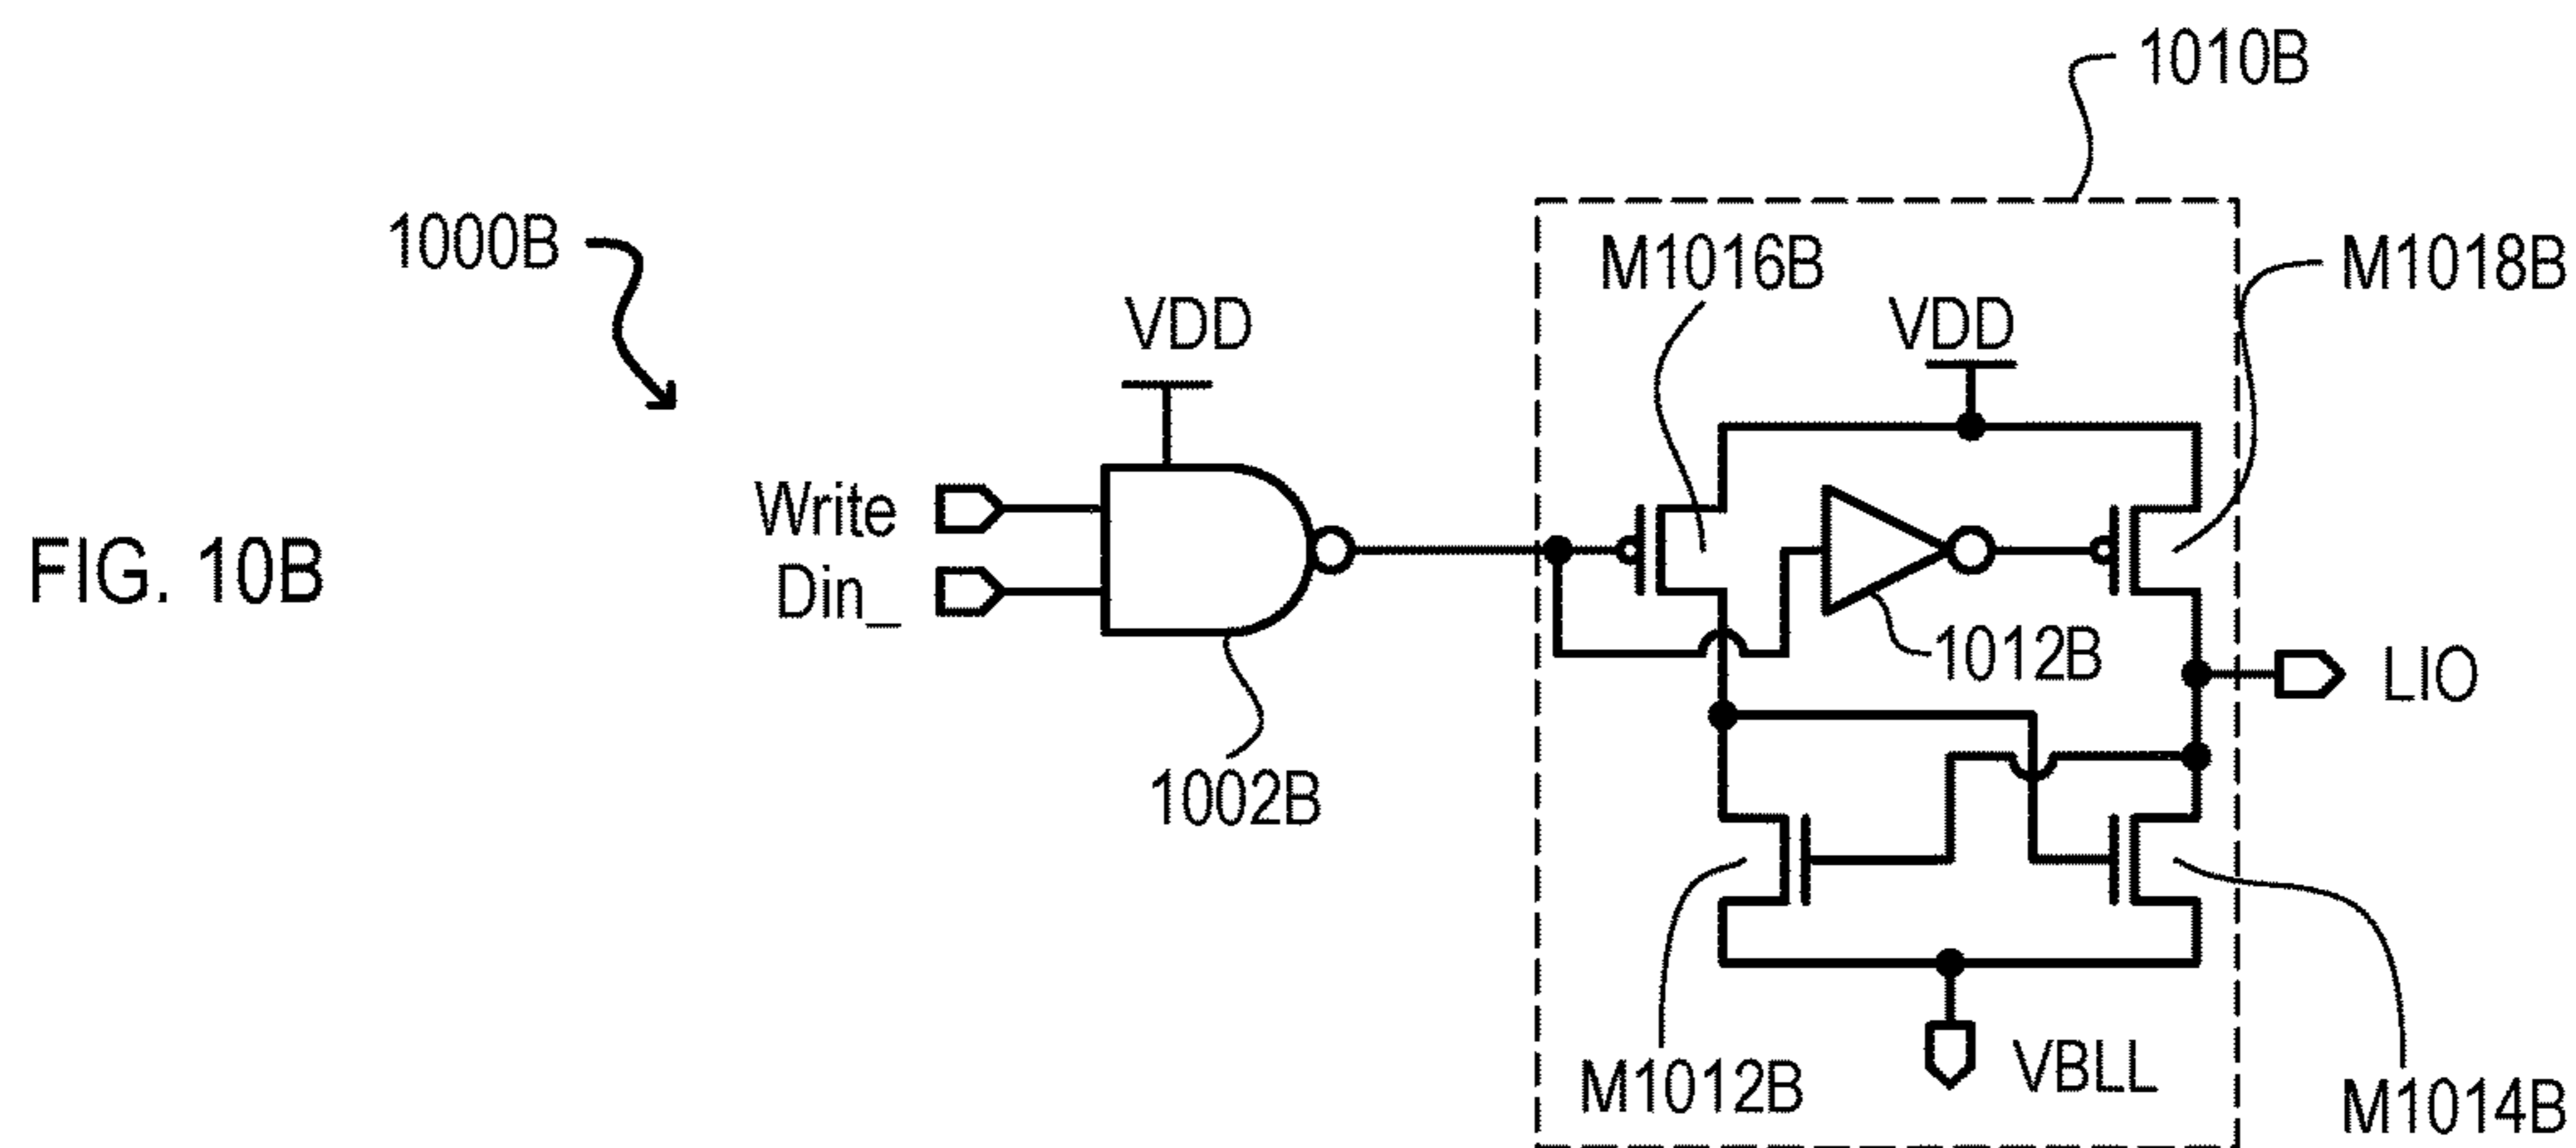 1010B
1000B
M1016B
M1018B
VDD
VDD
Write
FIG. 10B
Din_
1012B
LIO
1002B
VBLL
M1012B
M1014B